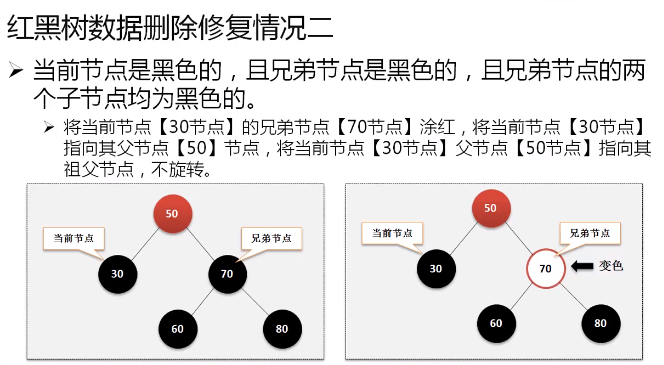 红黑树数据删除修复情况二
当前节点是黑色的，且兄弟节点是黑色的，且兄弟节点的两
个子节点均为黑色的。
将当前节点【30节点】的兄弟节点【70节点】涂红，将当前节点【30节点】
指向其父节点【50】节点，将当前节点【30节点】父节点【50节点】指向其
祖父节点，不旋转。
50
当前节点
兄弟节点
30
70
60
80
50
当前节点
兄弟节点
30
70
变色
60
80